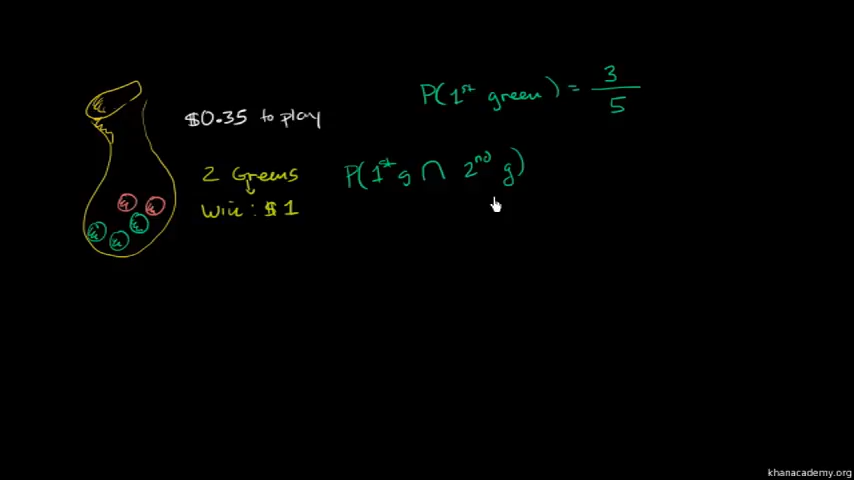 P(1st green) = 3/5
$0.35 to play
2 Greens
P(1st g ∩ 2nd g)
Win: $1
khanacademy.org